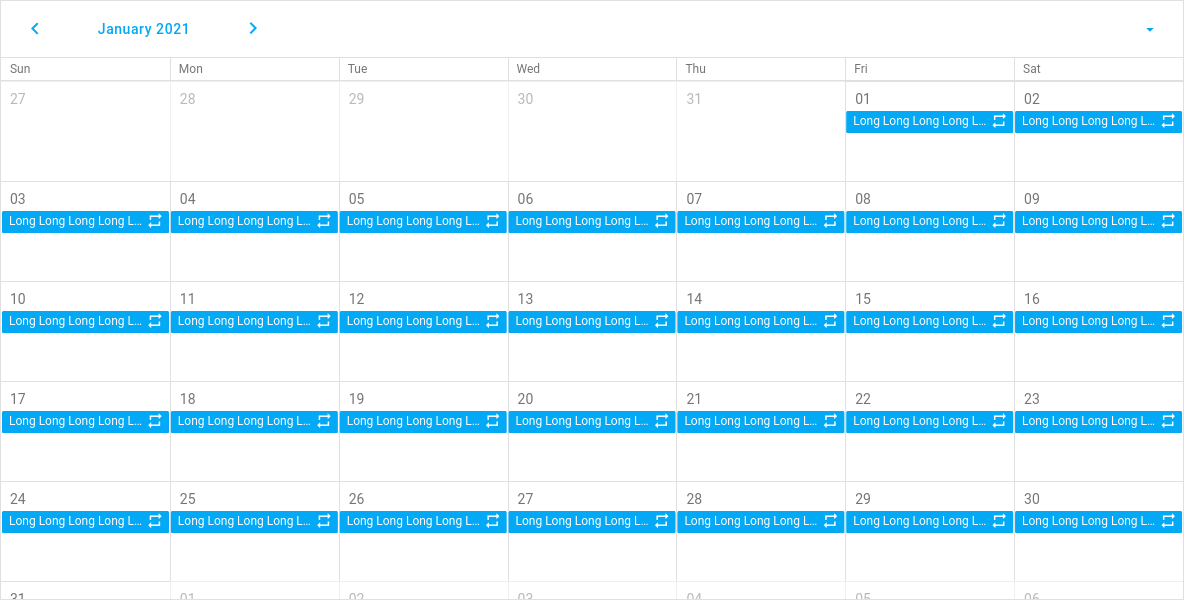 January 2021
Sun Mon Tue Wed Thu Fri Sat
27 28 29 30 31 01 02
Long Long Long Long L... Long Long Long Long L...
03 04 05 06 07 08 09
Long Long Long Long L... Long Long Long Long L... Long Long Long Long L... Long Long Long Long L... Long Long Long Long L... Long Long Long Long L... Long Long Long Long L...
10 11 12 13 14 15 16
Long Long Long Long L... Long Long Long Long L... Long Long Long Long L... Long Long Long Long L... Long Long Long Long L... Long Long Long Long L... Long Long Long Long L...
17 18 19 20 21 22 23
Long Long Long Long L... Long Long Long Long L... Long Long Long Long L... Long Long Long Long L... Long Long Long Long L... Long Long Long Long L... Long Long Long Long L...
24 25 26 27 28 29 30
Long Long Long Long L... Long Long Long Long L... Long Long Long Long L... Long Long Long Long L... Long Long Long Long L... Long Long Long Long L... Long Long Long Long L...
31 01 02 03 04 05 06